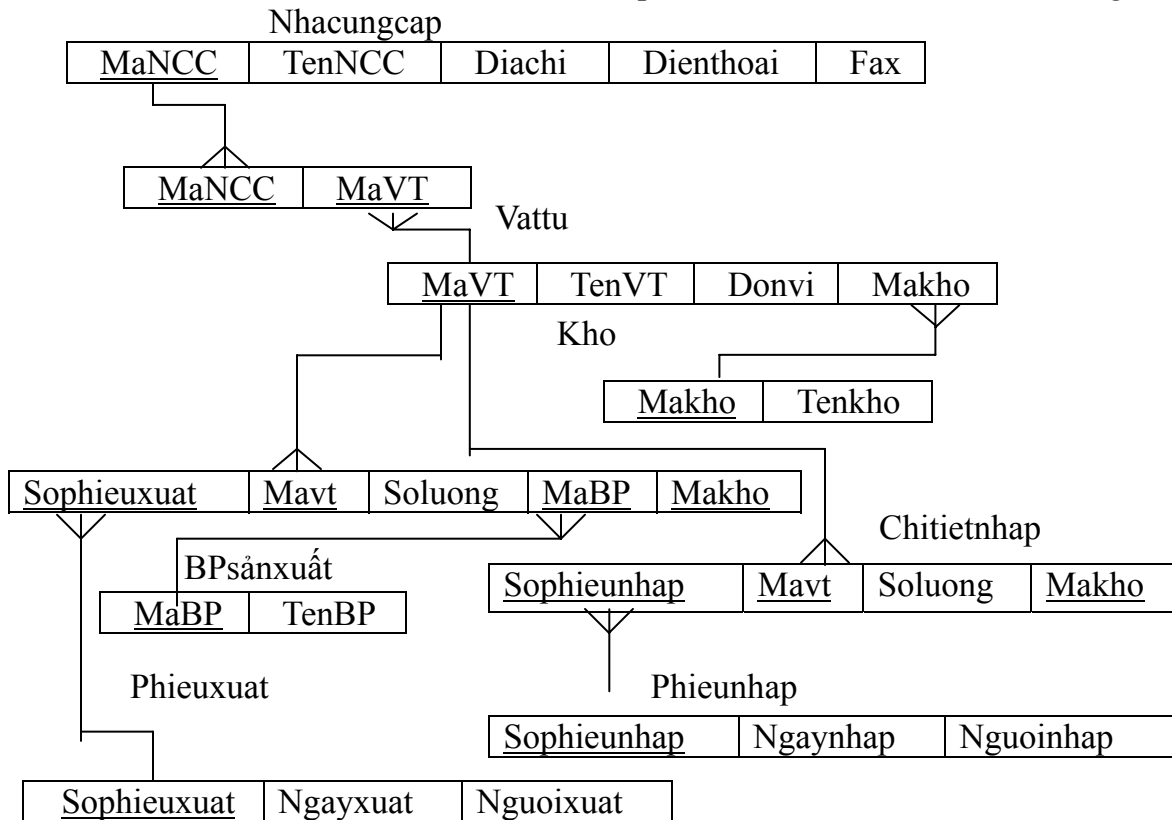 Nhacungcap
MaNCC TenNCC Diachi Dienthoai Fax
MaNCC MaVT
Vattu
MaVT TenVT Donvi Makho
Kho
Makho Tenkho
Sophieuxuat Mavt Soluong MaBP Makho
Chitietnhap
BPsảnxuất
Sophieunhap Mavt Soluong Makho
MaBP TenBP
Phieuxuat
Phieunhap
Sophieunhap Ngaynhap Nguoinhap
Sophieuxuat Ngayxuat Nguoixuat